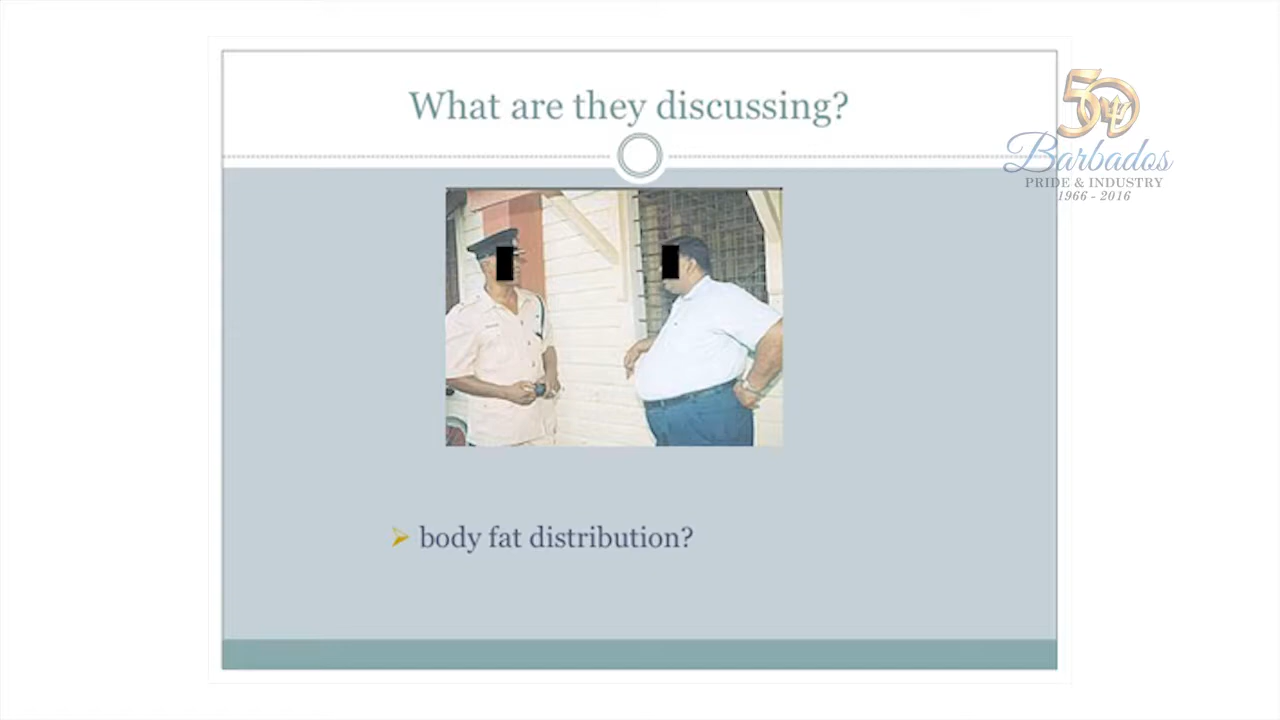 What are they discussing?
50
Barbados
PRIDE & INDUSTRY
1966 - 2016
body fat distribution?